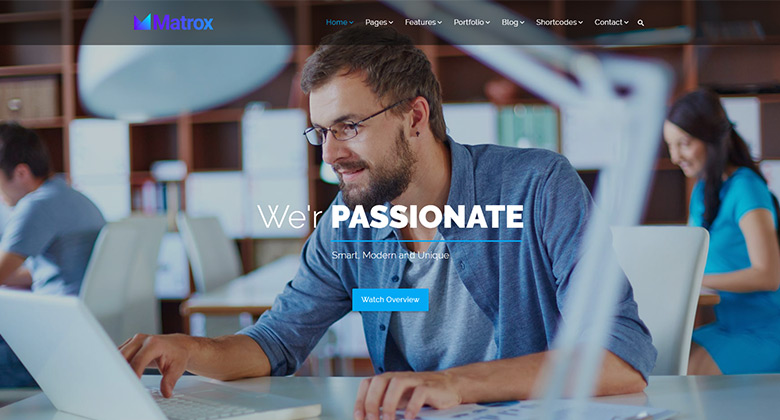 Matrox
Home Pages Features Portfolio Blog Shortcodes Contact
We'r PASSIONATE
Smart, Modern and Unique.
Watch Overview